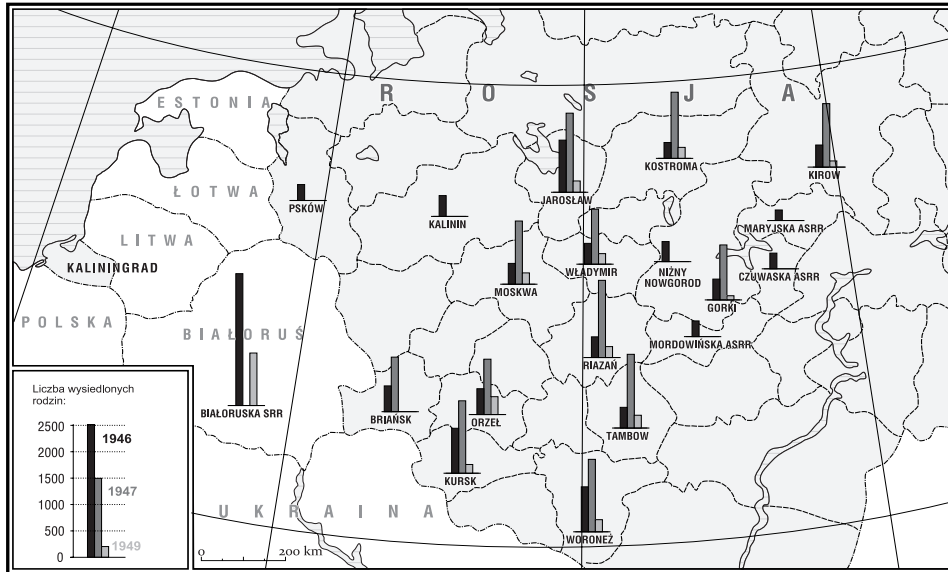 R O S J A
ESTONIA
ŁOTWA
LITWA
KALININGRAD
POLSKA
BIAŁORUŚ
UKRAINA
PSKÓW
KALININ
JAROSŁAW
KOSTROMA
KIROW
MOSKWA
WŁADYMIR
NIŻNY
NOWGOROD
MARYJSKA ASRR
CZUWASKA ASRR
GORKI
MORDOWIŃSKA ASRR
RIAZAŃ
BIAŁORUSKA SRR
BRIAŃSK
ORZEŁ
TAMBOW
KURSK
WORONEŻ
Liczba wysiedlonych
rodzin:
2500
2000
1500
1000
500
0
1946
1947
1949
0 200 km